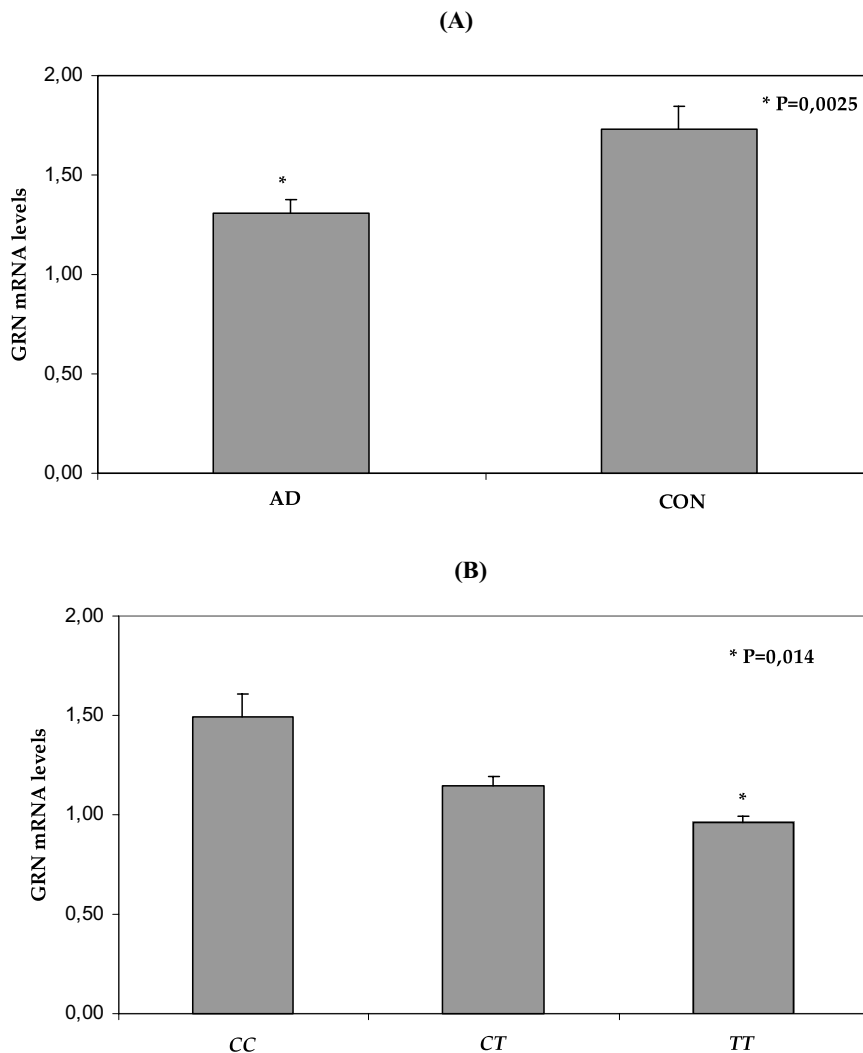 (A)
2,00
* P=0,0025
1,50
*
1,00
0,50
0,00
GRN mRNA levels
AD CON
(B)
2,00
* P=0,014
1,50
1,00
*
0,50
0,00
GRN mRNA levels
CC CT TT